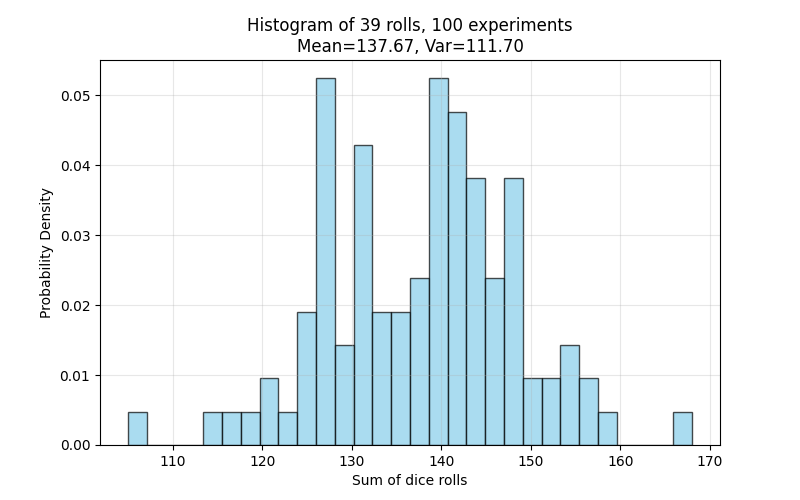 Histogram of 39 rolls, 100 experiments
Mean=137.67, Var=111.70
Probability Density
0.05
0.04
0.03
0.02
0.01
0.00
110 120 130 140 150 160 170
Sum of dice rolls